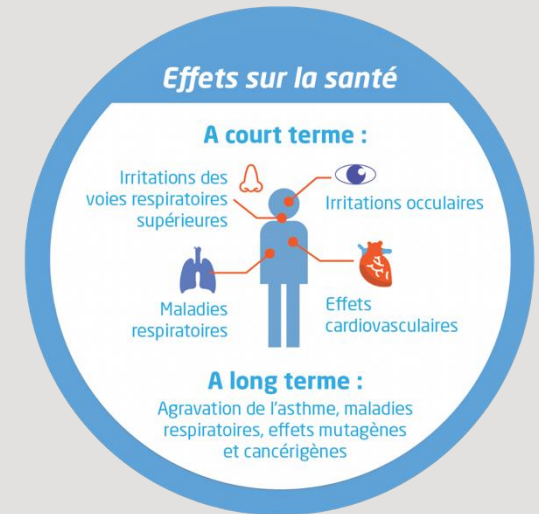 Effets sur la santé
A court terme :
Irritations des
voies respiratoires
supérieures
Irritations occulaires
Maladies
respiratoires
Effets
cardiovasculaires
A long terme :
Agravation de l'asthme, maladies
respiratoires, effets mutagènes
et cancérigènes